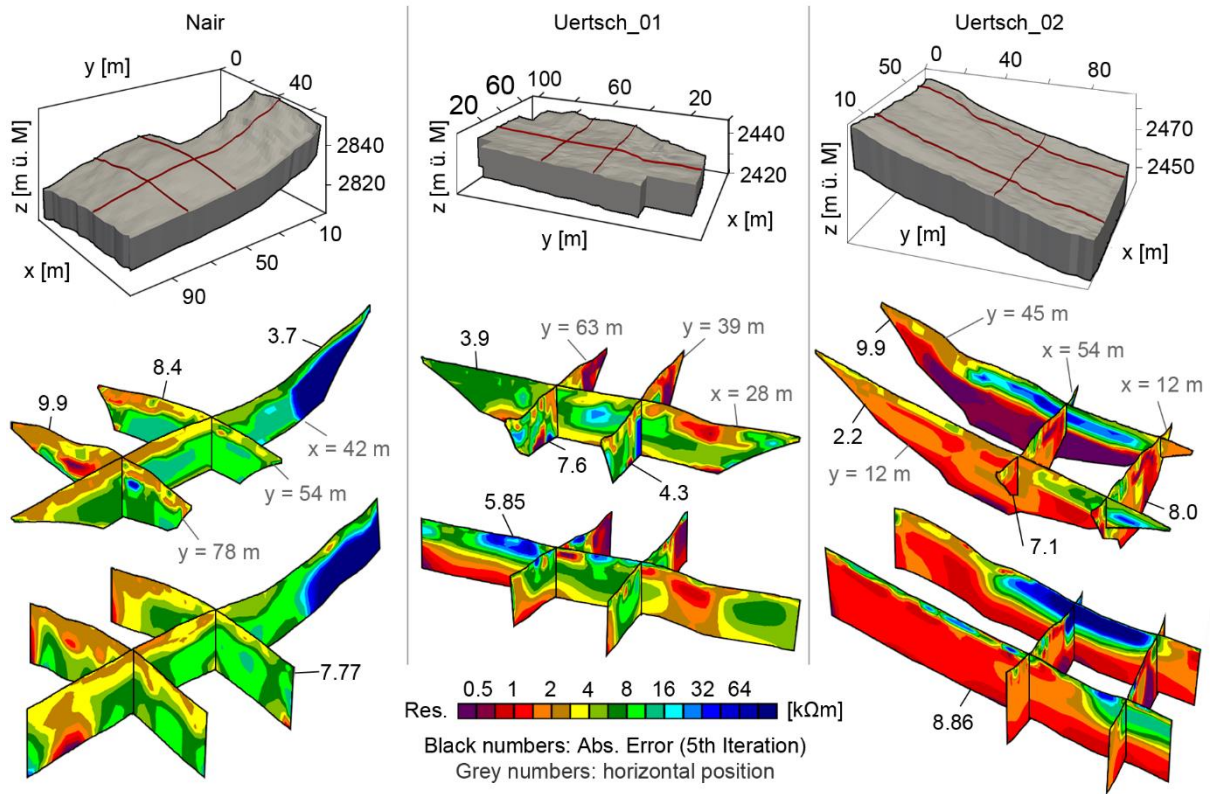 Nair
y [m]
0
40
2840
2820
z [m ü. M]
10
50
x [m]
90
Uertsch_01
100
60
20
60
20
2440
2420
z [m ü. M]
x [m]
y [m]
Uertsch_02
0
50
40
80
10
2470
2450
z [m ü. M]
y [m]
x [m]
3.7
8.4
9.9
x = 42 m
y = 54 m
y = 78 m
7.77
y = 63 m
y = 39 m
3.9
x = 28 m
7.6
4.3
5.85
y = 45 m
9.9
x = 54 m
x = 12 m
2.2
y = 12 m
8.0
7.1
8.86
0.5 1 2 4 8 16 32 64
Res. [kΩm]
Black numbers: Abs. Error (5th Iteration)
Grey numbers: horizontal position